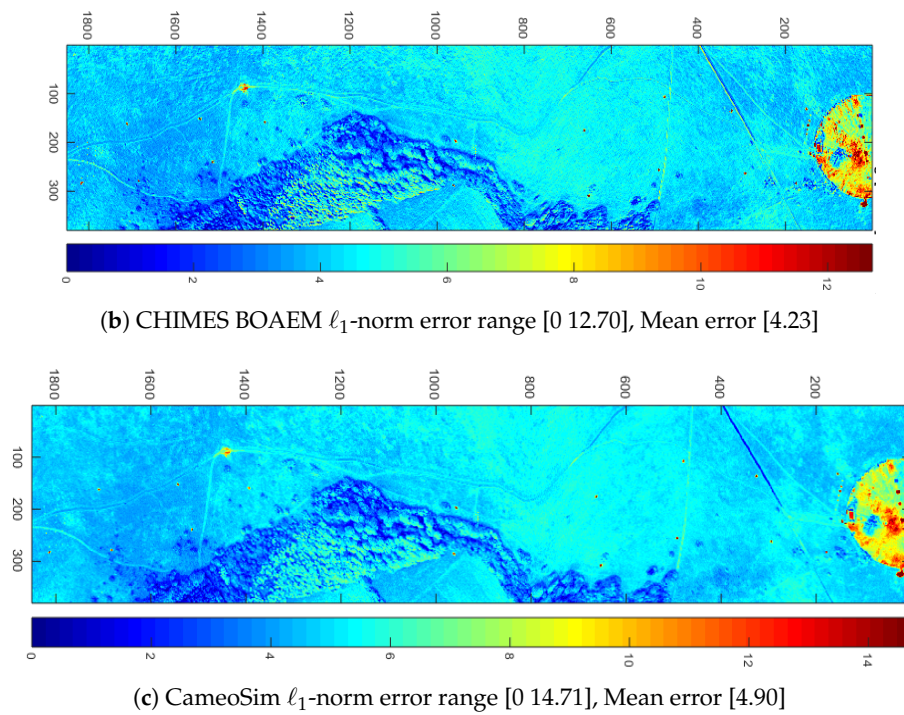 1800 1600 1400 1200 1000 800 600 400 200
100
200
300
0 2 4 6 8 10 12
(b) CHIMES BOAEM ℓ1-norm error range [0 12.70], Mean error [4.23]
1800 1600 1400 1200 1000 800 600 400 200
100
200
300
0 2 4 6 8 10 12 14
(c) CameoSim ℓ1-norm error range [0 14.71], Mean error [4.90]